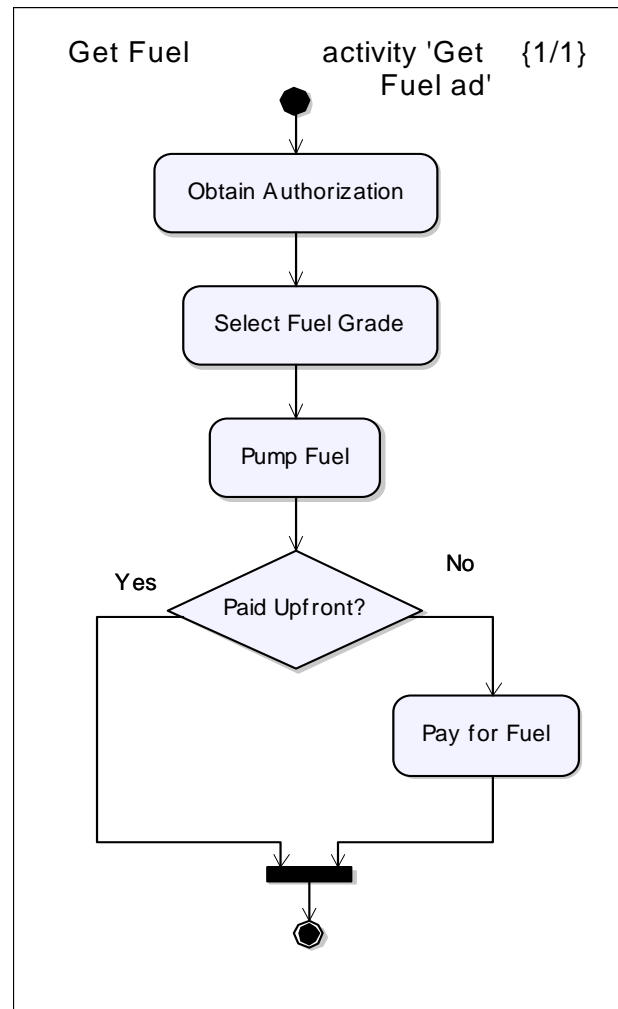 Get Fuel
activity 'Get
Fuel ad'
{1/1}
Obtain Authorization
Select Fuel Grade
Pump Fuel
Yes
Paid Upfront?
No
Pay for Fuel